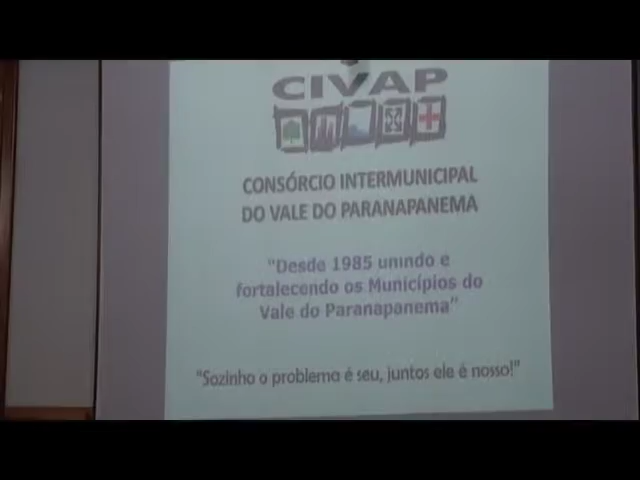 CIVAP
CONSÓRCIO INTERMUNICIPAL
DO VALE DO PARANAPANEMA
"Desde 1985 unindo e
fortalecendo os Municípios do
Vale do Paranapanema"
"Sozinho o problema é seu, juntos ele é nosso!"